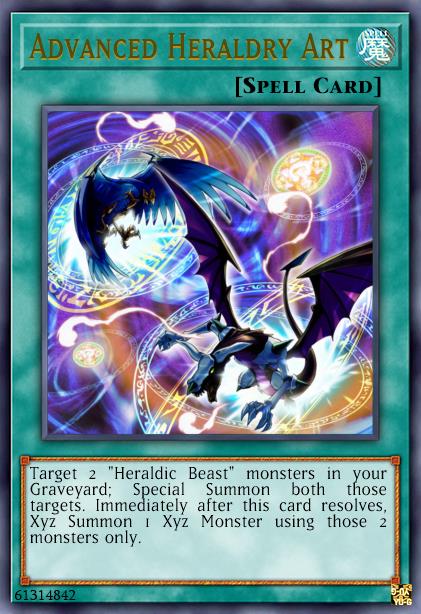 Advanced Heraldry Art
SPELL
魔
[Spell Card]
Target 2 "Heraldic Beast" monsters in your
Graveyard; Special Summon both those
targets. Immediately after this card resolves,
Xyz Summon 1 Xyz Monster using those 2
monsters only.
61314842